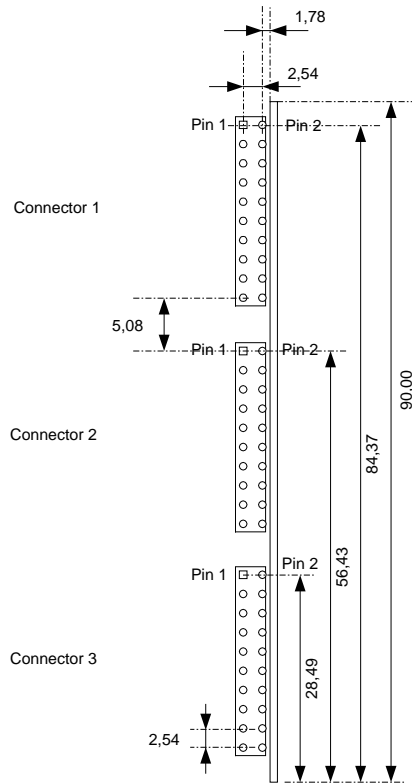 1,78
2,54
Pin 1 Pin 2
Connector 1
5,08
Pin 1 Pin 2
90.00
84,37
Connector 2
56,43
Pin 1 Pin 2
28,49
Connector 3
2,54